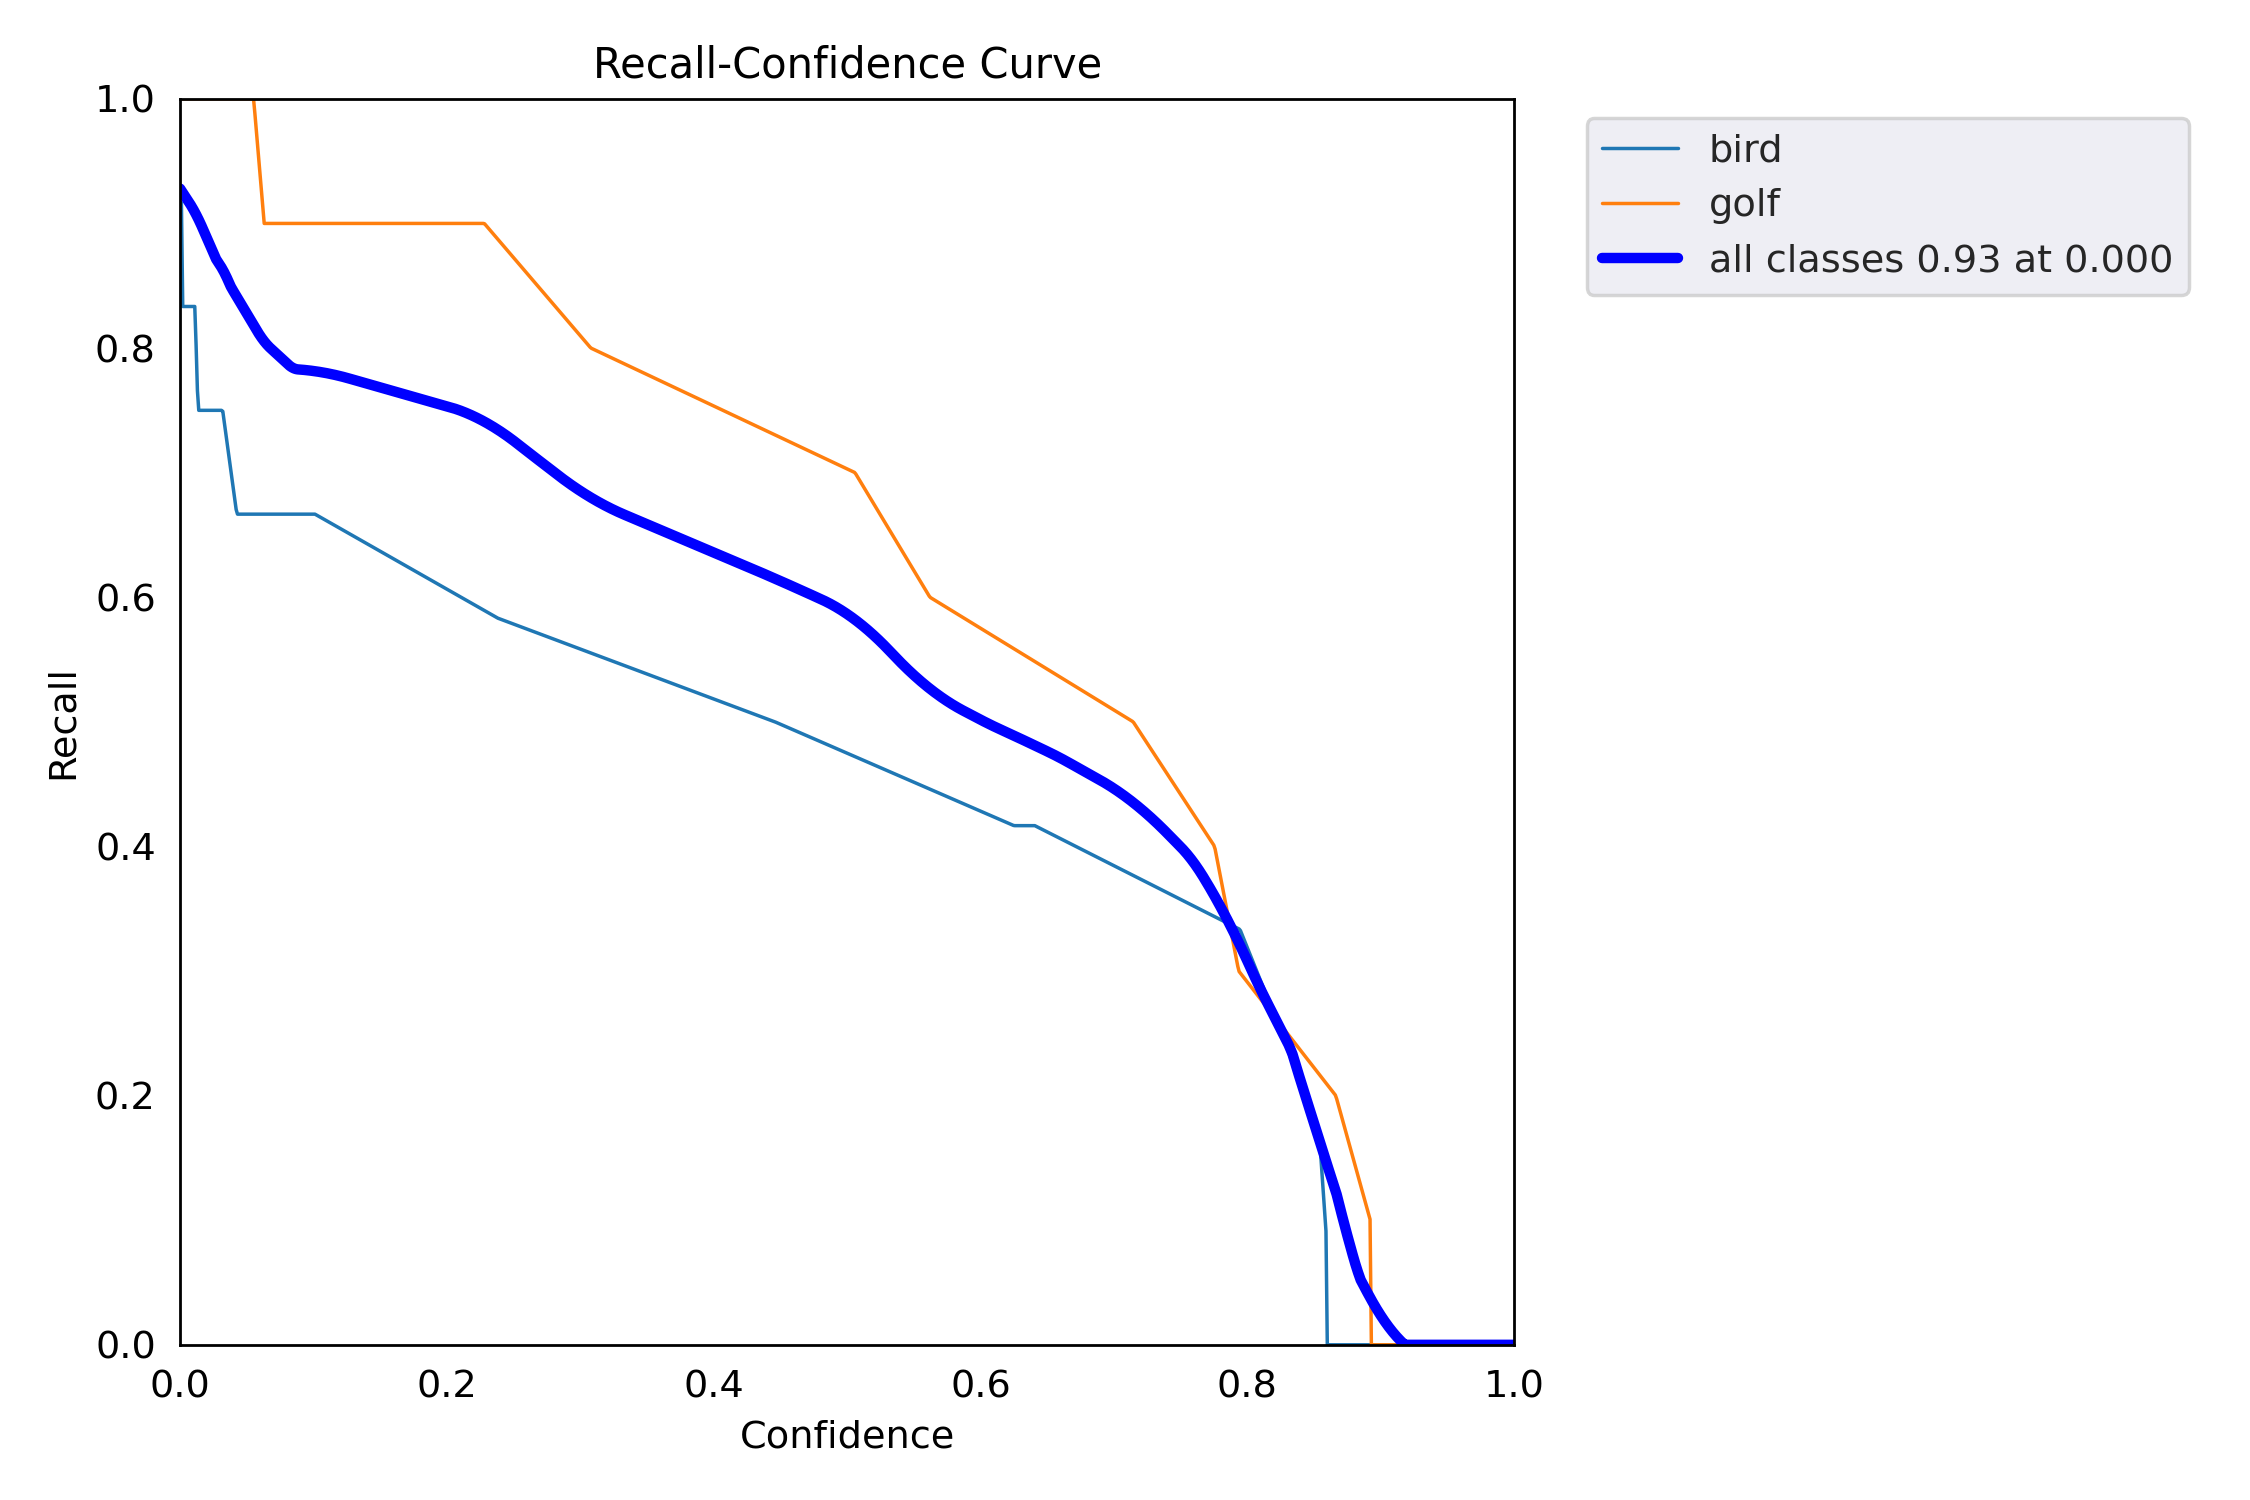 Recall-Confidence Curve
1.0
0.8
0.6
0.4
0.2
0.0
Recall
0.0 0.2 0.4 0.6 0.8 1.0
Confidence
bird
golf
all classes 0.93 at 0.000